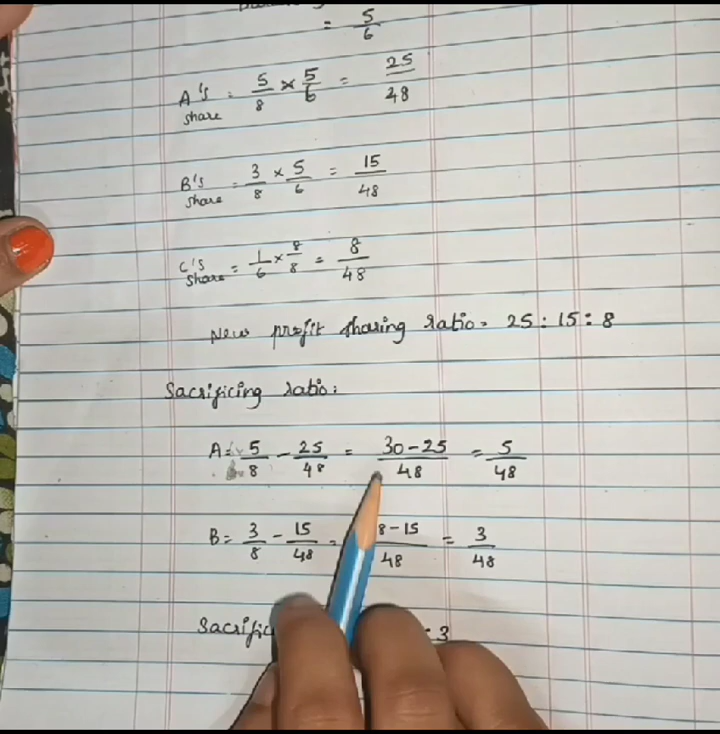 = 5/6
A's share = 5/8 × 5/6 = 25/48
B's share = 3/8 × 5/6 = 15/48
C's share = 1/6 × 8/8 = 8/48
New profit sharing ratio = 25 : 15 : 8
Sacrificing ratio:
A = 5/8 - 25/48 = 30-25/48 = 5/48
B = 3/8 - 15/48 = 8-15/48 = 3/48
: 3